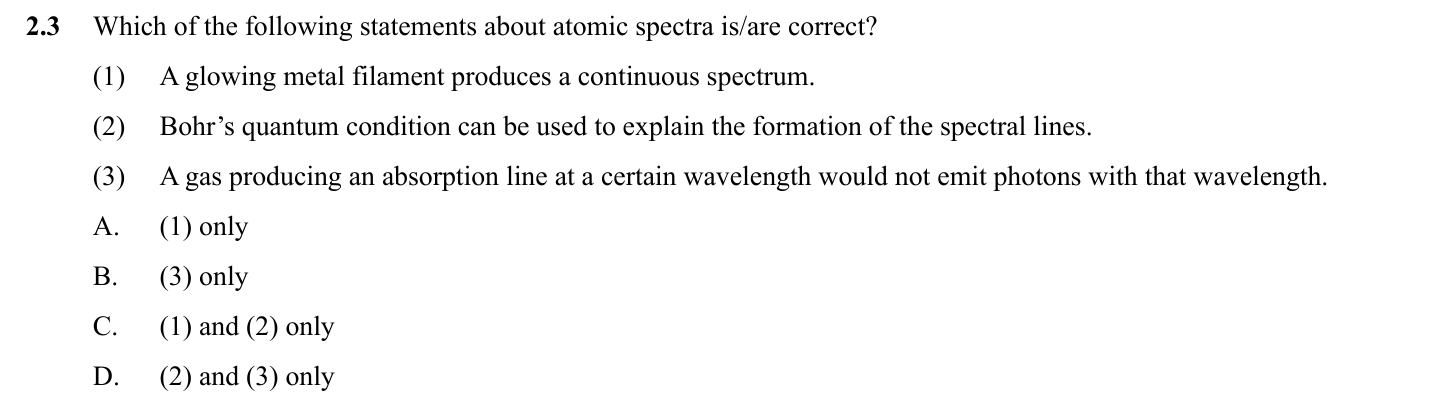 2.3 Which of the following statements about atomic spectra is/are correct?
(1) A glowing metal filament produces a continuous spectrum.
(2) Bohr’s quantum condition can be used to explain the formation of the spectral lines.
(3) A gas producing an absorption line at a certain wavelength would not emit photons with that wavelength.
A. (1) only
B. (3) only
C. (1) and (2) only
D. (2) and (3) only